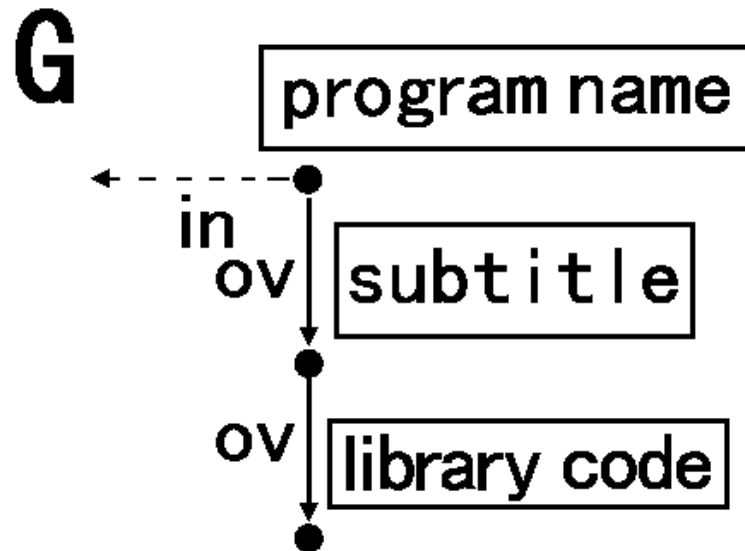 G
program name
in
ov
subtitle
ov
library code